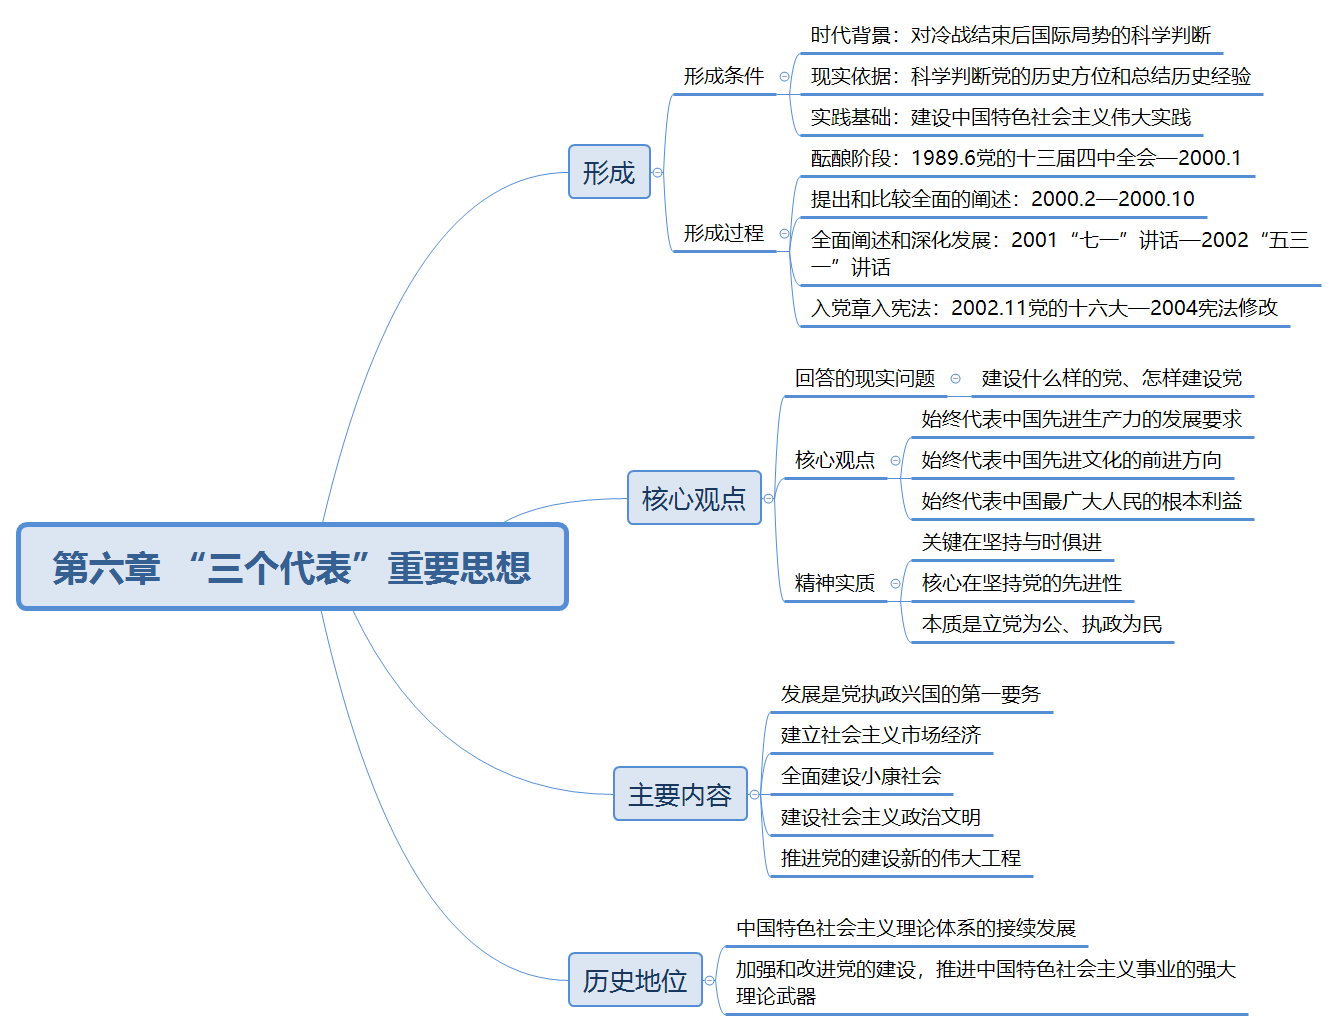 第六章 “三个代表”重要思想
形成
形成条件
时代背景：对冷战结束后国际局势的科学判断
现实依据：科学判断党的历史方位和总结历史经验
实践基础：建设中国特色社会主义伟大实践
形成过程
酝酿阶段：1989.6党的十三届四中全会—2000.1
提出和比较全面的阐述：2000.2—2000.10
全面阐述和深化发展：2001“七一”讲话—2002“五三
一”讲话
入党章入宪法：2002.11党的十六大—2004宪法修改
核心观点
回答的现实问题
建设什么样的党、怎样建设党
核心观点
始终代表中国先进生产力的发展要求
始终代表中国先进文化的前进方向
始终代表中国最广大人民的根本利益
精神实质
关键在坚持与时俱进
核心在坚持党的先进性
本质是立党为公、执政为民
主要内容
发展是党执政兴国的第一要务
建立社会主义市场经济
全面建设小康社会
建设社会主义政治文明
推进党的建设新的伟大工程
历史地位
中国特色社会主义理论体系的接续发展
加强和改进党的建设，推进中国特色社会主义事业的强大
理论武器